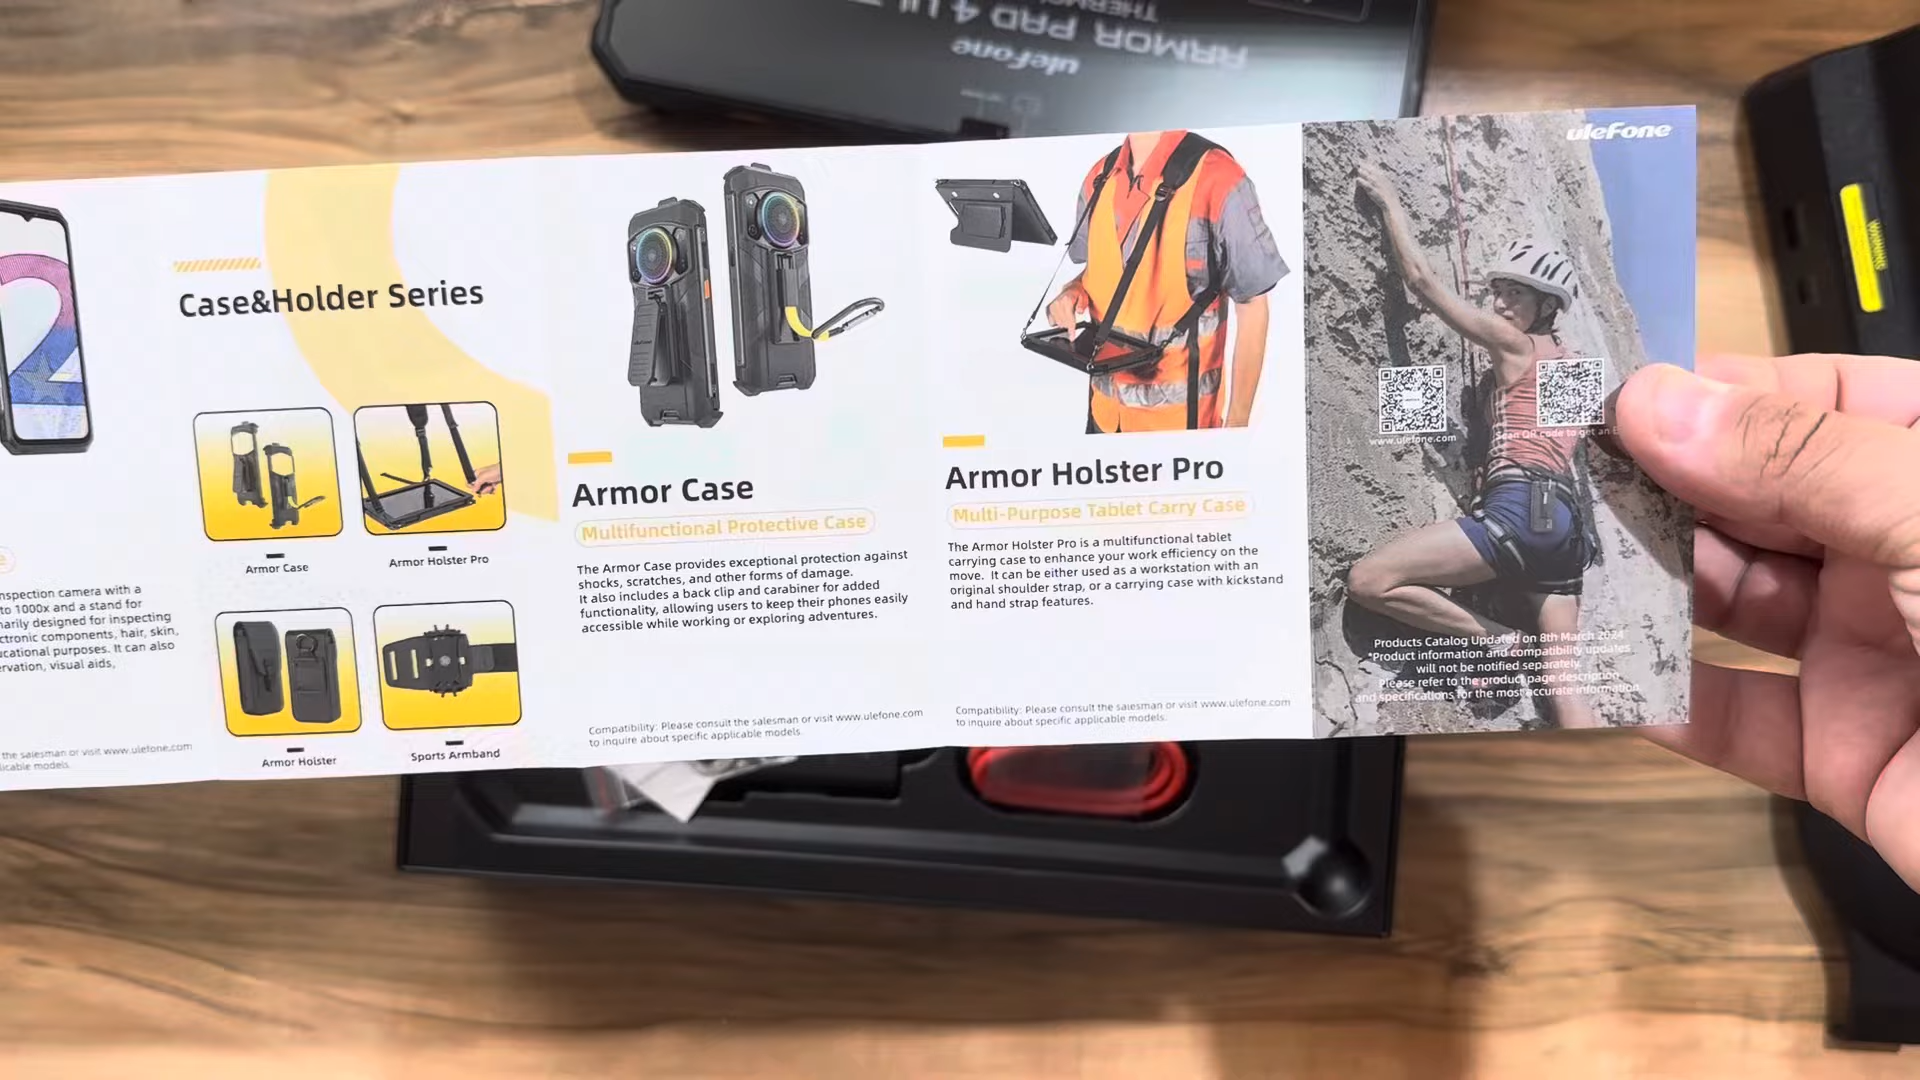 ARMOR PAD 4 UL
THERM
uleFone
nspection camera with a
to 1000x and a stand for
narily designed for inspecting
ctronic components, hair, skin,
ucational purposes. It can also
rvation, visual aids,
the salesman or visit www.ulefone.com
licable models.
Case&Holder Series
Armor Case
Armor Holster Pro
Armor Holster
Sports Armband
Armor Case
Multifunctional Protective Case
The Armor Case provides exceptional protection against
shocks, scratches, and other forms of damage.
It also includes a back clip and carabiner for added
functionality, allowing users to keep their phones easily
accessible while working or exploring adventures.
Compatibility: Please consult the salesman or visit www.ulefone.com
to inquire about specific applicable models.
Armor Holster Pro
Multi-Purpose Tablet Carry Case
The Armor Holster Pro is a multifunctional tablet
carrying case to enhance your work efficiency on the
move. It can be either used as a workstation with an
original shoulder strap, or a carrying case with kickstand
and hand strap features.
Compatibility: Please consult the salesman or visit www.ulefone.com
to inquire about specific applicable models.
uleFone
www.ulefone.com
Scan QR code to get an E
Products Catalog Updated on 8th March 2024
*Product information and compatibility updates
will not be notified separately.
Please refer to the product page description
and specifications for the most accurate information.
WARNING